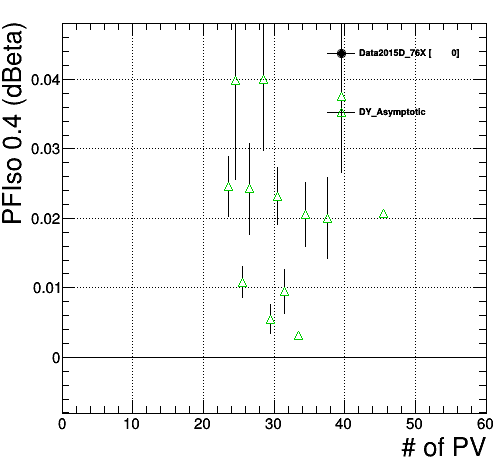 PFIso 0.4 (dBeta)
0.04
0.03
0.02
0.01
0
Data2015D_76X [ 0]
DY_Asymptotic
0 10 20 30 40 50 60
# of PV